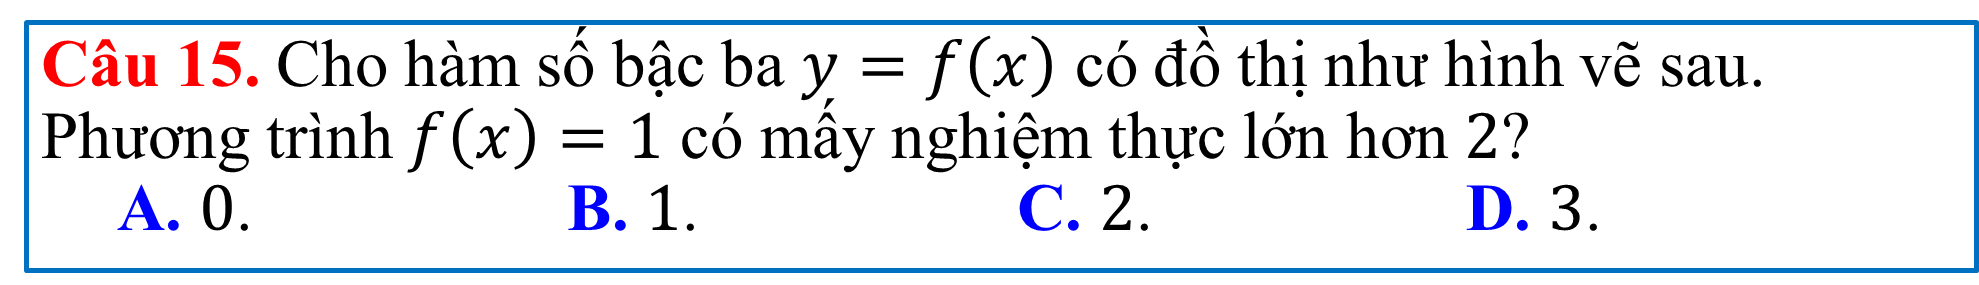 Câu 15. Cho hàm số bậc ba y = f(x) có đồ thị như hình vẽ sau.
Phương trình f(x) = 1 có mấy nghiệm thực lớn hơn 2?
A. 0. B. 1. C. 2. D. 3.